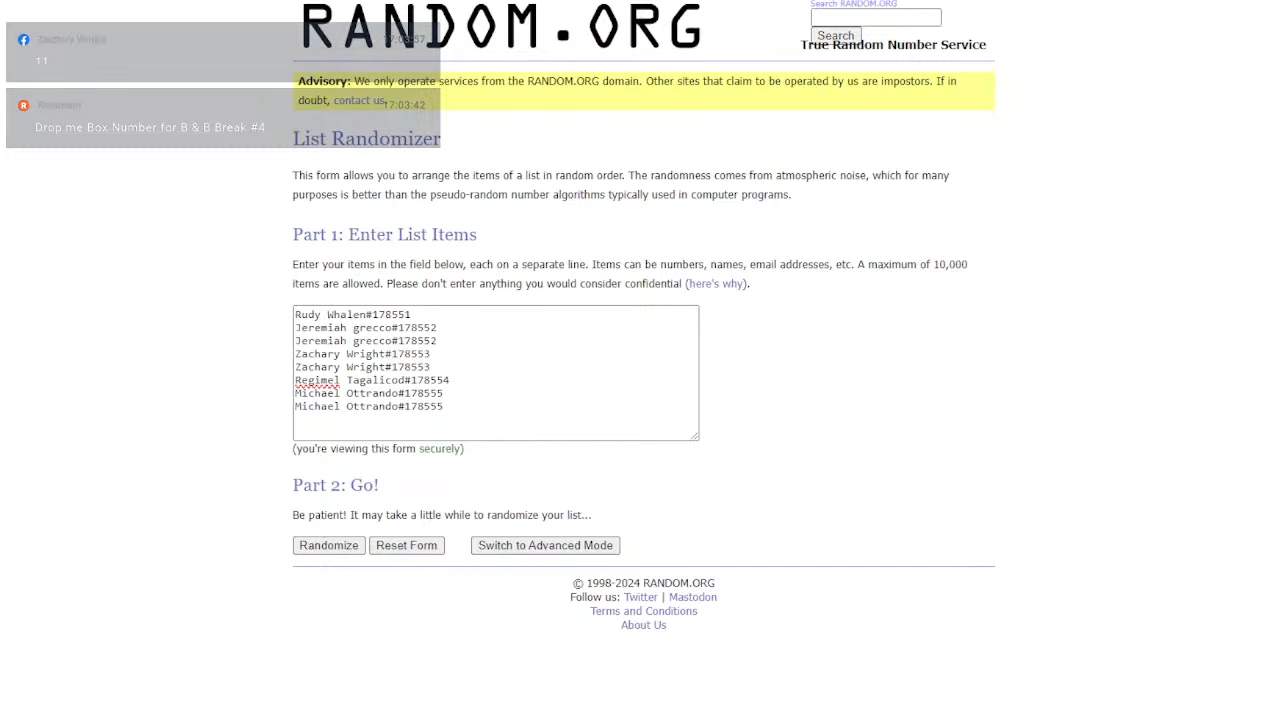 RANDOM.ORG
Search RANDOM.ORG
Search
True Random Number Service
Zachary Wright
17:03:57
11
17:03:42
Drop me Box Number for B & B Break #4
Advisory: We only operate services from the RANDOM.ORG domain. Other sites that claim to be operated by us are impostors. If in
doubt, contact us.
List Randomizer
This form allows you to arrange the items of a list in random order. The randomness comes from atmospheric noise, which for many
purposes is better than the pseudo-random number algorithms typically used in computer programs.
Part 1: Enter List Items
Enter your items in the field below, each on a separate line. Items can be numbers, names, email addresses, etc. A maximum of 10,000
items are allowed. Please don't enter anything you would consider confidential (here's why).
Rudy Whalen#178551
Jeremiah grecco#178552
Jeremiah grecco#178552
Zachary Wright#178553
Zachary Wright#178553
Regimel Tagalicod#178554
Michael Ottrando#178555
Michael Ottrando#178555
(you're viewing this form securely)
Part 2: Go!
Be patient! It may take a little while to randomize your list...
Randomize Reset Form Switch to Advanced Mode
© 1998-2024 RANDOM.ORG
Follow us: Twitter | Mastodon
Terms and Conditions
About Us